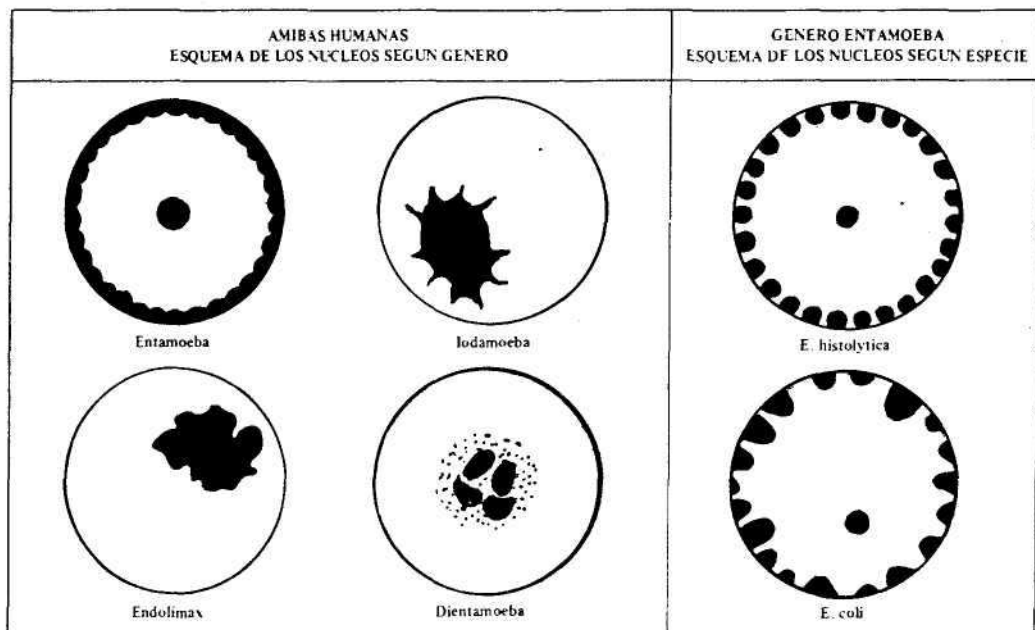 AMIBAS HUMANAS
ESQUEMA DE LOS NUCLEOS SEGUN GENERO
GENERO ENTAMOEBA
ESQUEMA DE LOS NUCLEOS SEGUN ESPECIE
Entamoeba
Iodamoeba
E. histolytica
Endolimax
Dientamoeba
E. coli